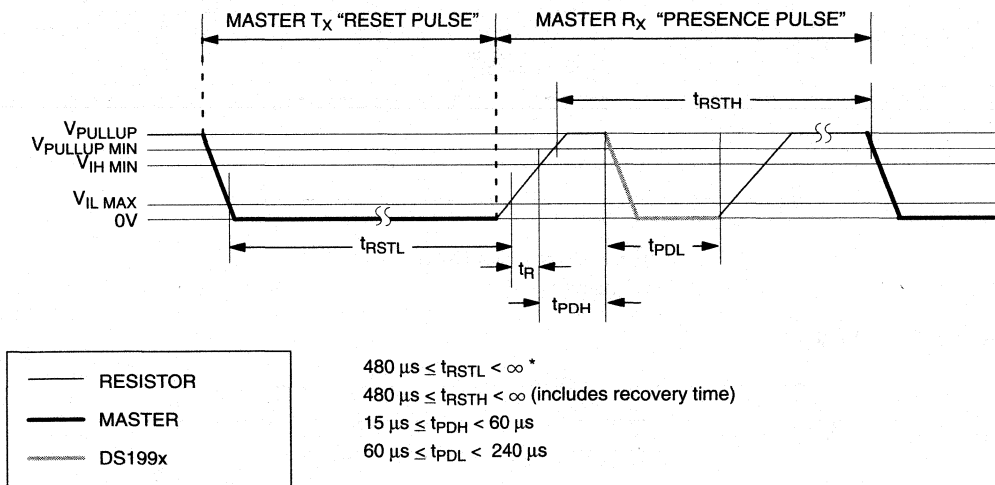 MASTER TX “RESET PULSE” MASTER RX “PRESENCE PULSE”
tRSTH
VPULLUP
VPULLUP MIN
VIH MIN
VIL MAX
0V
tRSTL
tPDL
tR
tPDH
RESISTOR
MASTER
DS199x
480 μs ≤ tRSTL < ∞ *
480 μs ≤ tRSTH < ∞ (includes recovery time)
15 μs ≤ tPDH < 60 μs
60 μs ≤ tPDL < 240 μs